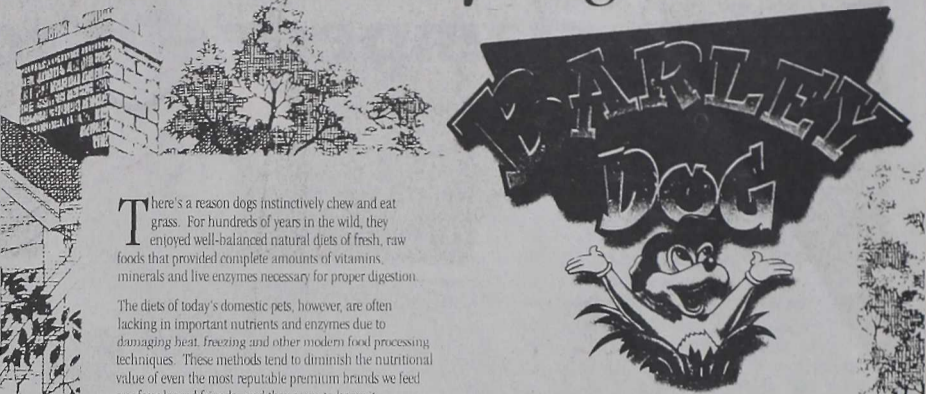 BARLEY
DOG
There's a reason dogs instinctively chew and eat
grass. For hundreds of years in the wild, they
enjoyed well-balanced natural diets of fresh, raw
foods that provided complete amounts of vitamins,
minerals and live enzymes necessary for proper digestion.
The diets of today's domestic pets, however, are often
lacking in important nutrients and enzymes due to
damaging heat, freezing and other modern food processing
techniques. These methods tend to diminish the nutritional
value of even the most reputable premium brands we feed